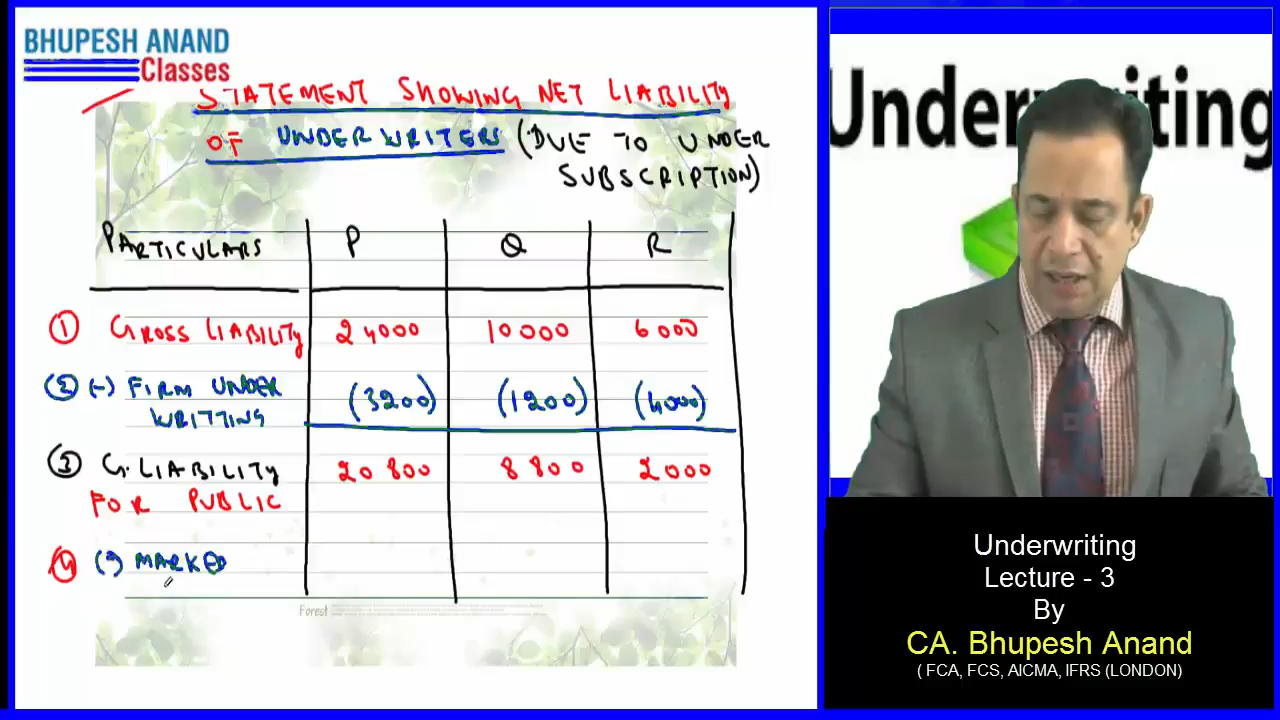 BHUPESH ANAND
Classes
STATEMENT SHOWING NET LIABILITY
OF UNDERWRITERS (DUE TO UNDER
SUBSCRIPTION)
PARTICULARS P Q R
① GROSS LIABILITY 24000 10000 6000
② (-) FIRM UNDER
WRITTING (3200) (1200) (4000)
③ G. LIABILITY 20800 8800 2000
FOR PUBLIC
④ (-) MARKED
Forest
Underwriting
Underwriting
Lecture - 3
By
CA. Bhupesh Anand
( FCA, FCS, AICMA, IFRS (LONDON)